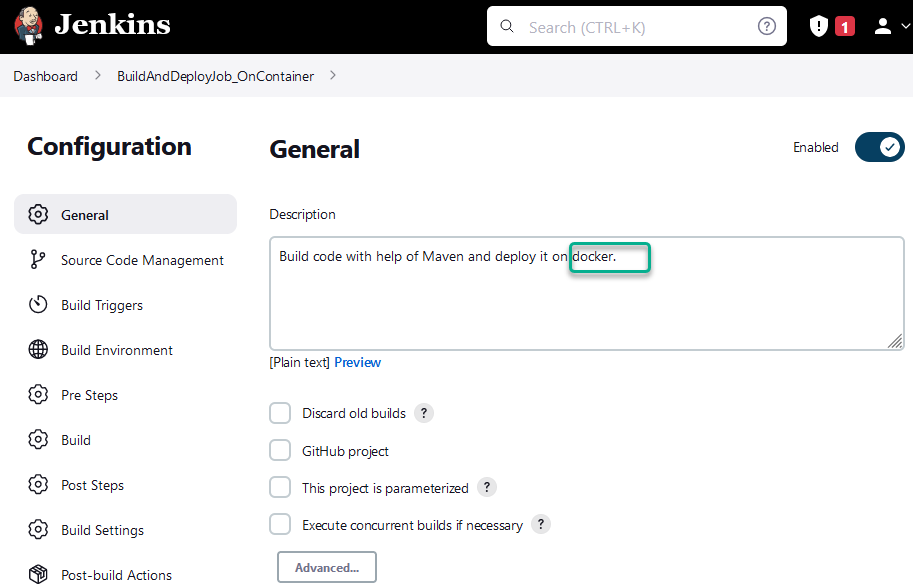 Jenkins
Search (CTRL+K)
?
1
Dashboard > BuildAndDeployJob_OnContainer >
Configuration
General
Source Code Management
Build Triggers
Build Environment
Pre Steps
Build
Post Steps
Build Settings
Post-build Actions
General
Enabled
Description
Build code with help of Maven and deploy it on docker.
[Plain text] Preview
Discard old builds ?
GitHub project
This project is parameterized ?
Execute concurrent builds if necessary ?
Advanced...